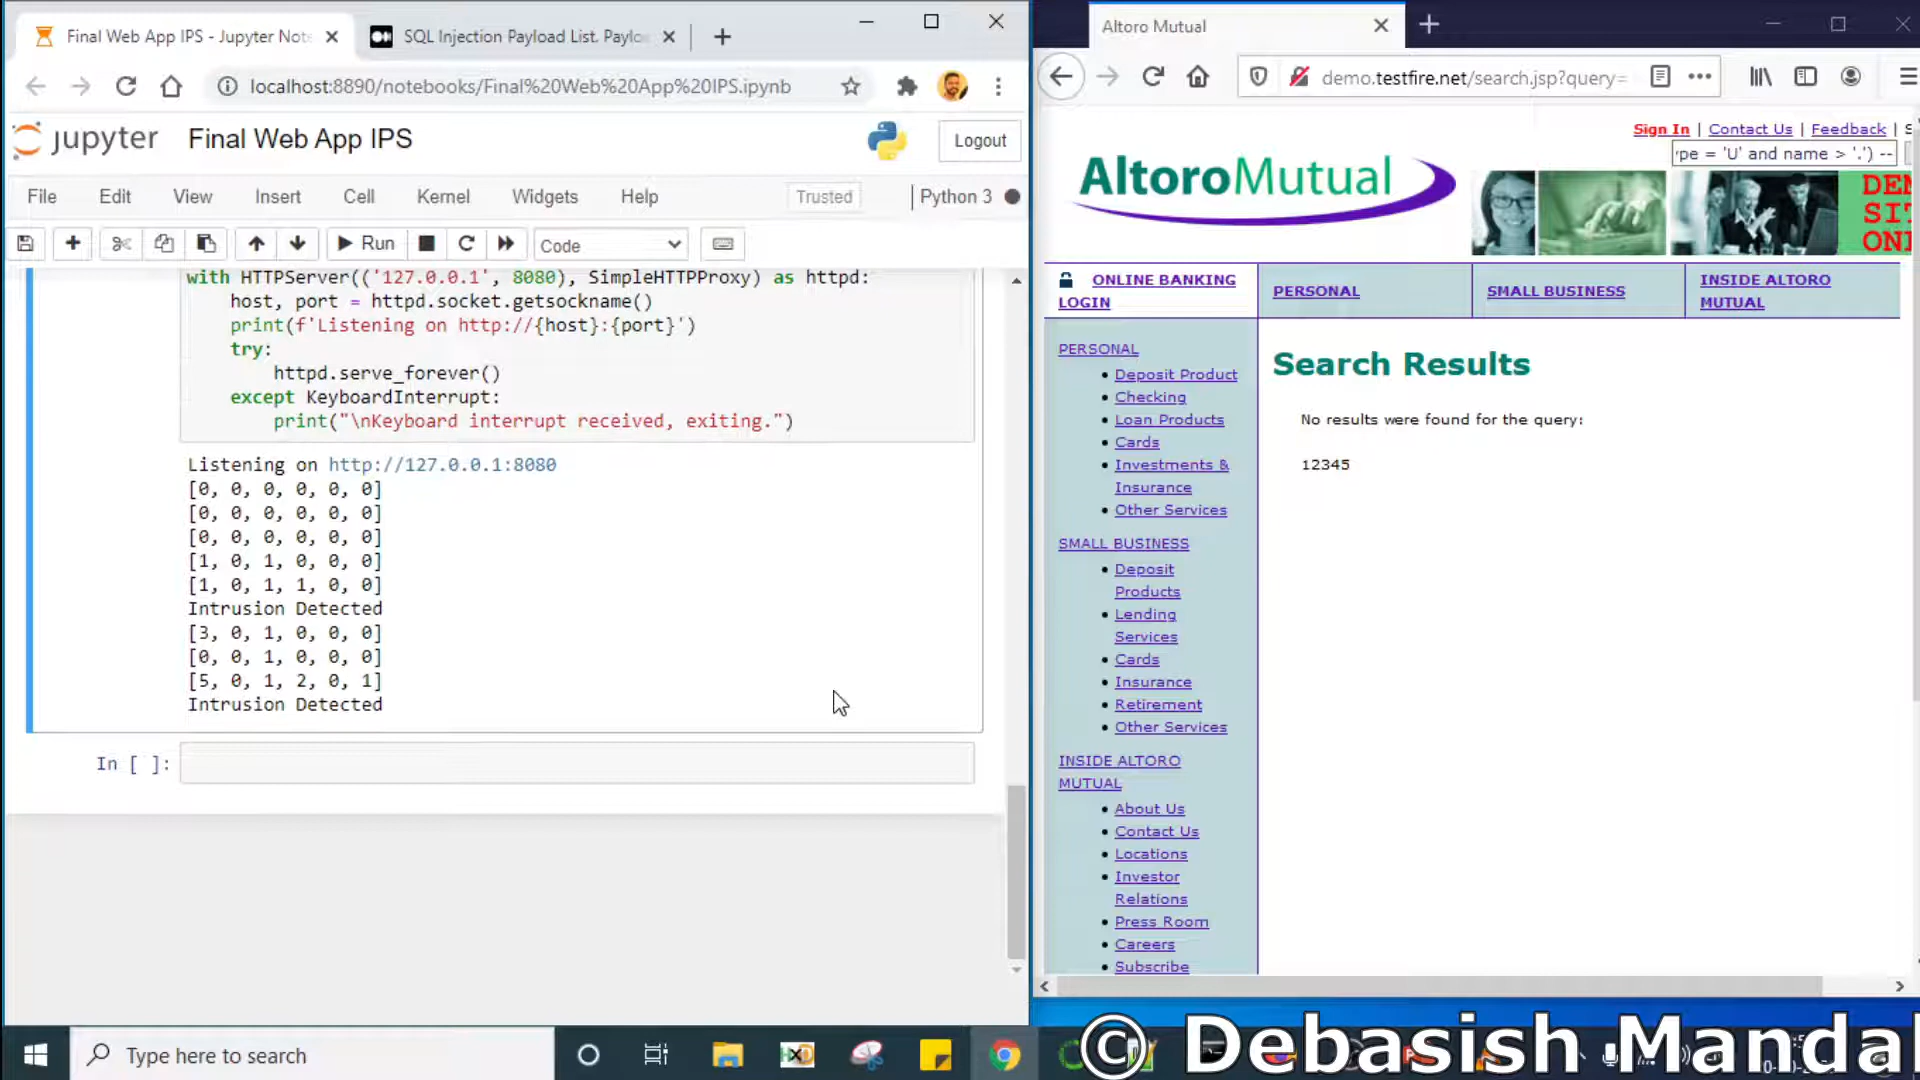 Final Web App IPS - Jupyter Not
SQL Injection Payload List. Paylo
localhost:8890/notebooks/Final%20Web%20App%20IPS.ipynb
jupyter Final Web App IPS
Logout
File Edit View Insert Cell Kernel Widgets Help
Trusted
Python 3
Run
Code
with HTTPServer(('127.0.0.1', 8080), SimpleHTTPProxy) as httpd:
host, port = httpd.socket.getsockname()
print(f'Listening on http://{host}:{port}')
try:
httpd.serve_forever()
except KeyboardInterrupt:
print("\nKeyboard interrupt received, exiting.")
Listening on http://127.0.0.1:8080
[0, 0, 0, 0, 0, 0]
[0, 0, 0, 0, 0, 0]
[0, 0, 0, 0, 0, 0]
[1, 0, 1, 0, 0, 0]
[1, 0, 1, 1, 0, 0]
Intrusion Detected
[3, 0, 1, 0, 0, 0]
[0, 0, 1, 0, 0, 0]
[5, 0, 1, 2, 0, 1]
Intrusion Detected
In [ ]:
Type here to search
Altoro Mutual
demo.testfire.net/search.jsp?query=
Sign In | Contact Us | Feedback | S
ype = 'U' and name > '.') --
AltoroMutual
DEM
SIT
ONL
ONLINE BANKING
LOGIN
PERSONAL
SMALL BUSINESS
INSIDE ALTORO
MUTUAL
PERSONAL
Deposit Product
Checking
Loan Products
Cards
Investments &
Insurance
Other Services
SMALL BUSINESS
Deposit
Products
Lending
Services
Cards
Insurance
Retirement
Other Services
INSIDE ALTORO
MUTUAL
About Us
Contact Us
Locations
Investor
Relations
Press Room
Careers
Subscribe
Search Results
No results were found for the query:
12345
© Debasish Mandal